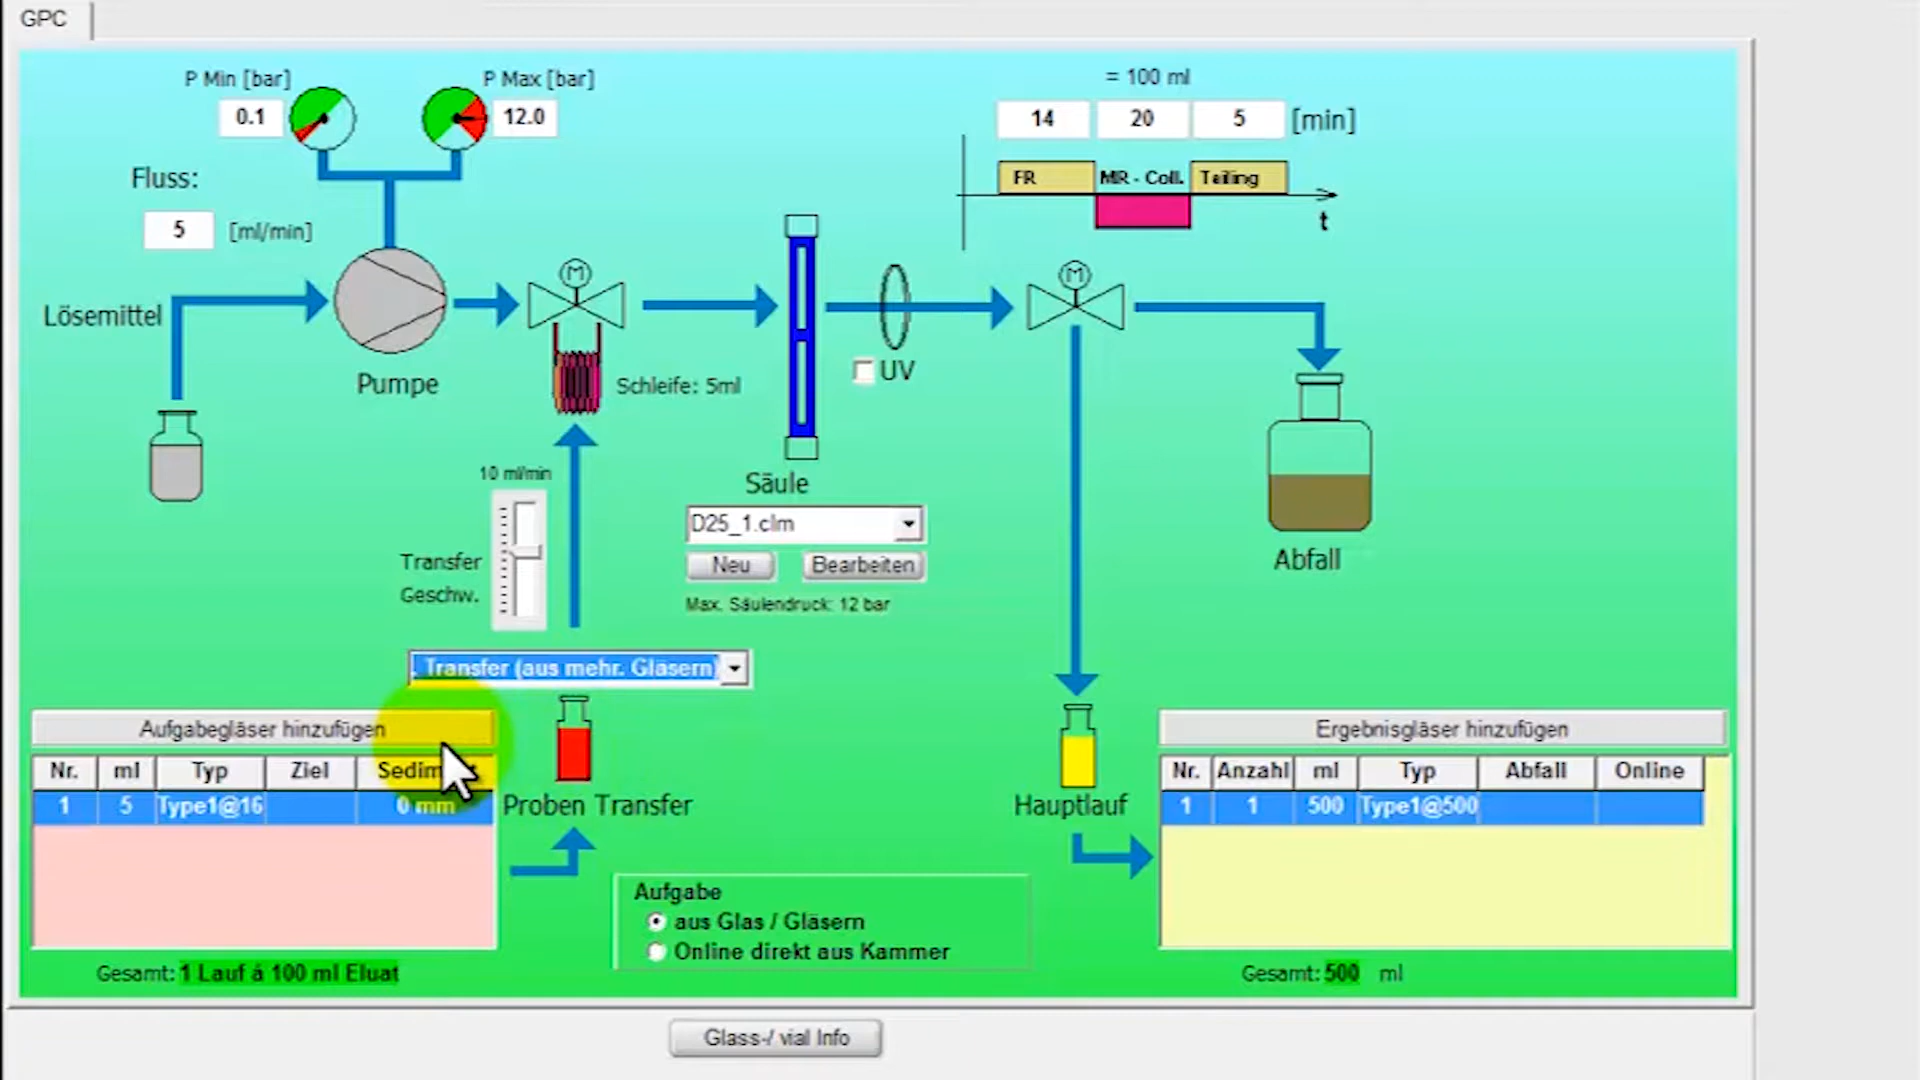 GPC
P Min [bar]
P Max [bar]
= 100 ml
0.1
12.0
14
20
5
[min]
Fluss:
FR
MR - Coll.
Teiling
5
[ml/min]
t
M
M
Lösemittel
Pumpe
Schleife: 5ml
UV
10 ml/min
Säule
D25_1.clm
Transfer
Geschw.
Neu
Bearbeiten
Abfall
Max. Säulendruck: 12 bar
. Transfer (aus mehr. Gläsern)
Aufgabegläser hinzufügen
Ergebnisgläser hinzufügen
Nr. ml Typ Ziel
Nr. Anzahl ml Typ Abfall Online
1 5 Type1@16 0 mm
Proben Transfer
Hauptlauf
1 1 500 Type1@500
Aufgabe
aus Glas / Gläsern
Online direkt aus Kammer
Gesamt: 1 Lauf á 100 ml Eluat
Gesamt: 500 ml
Glass-/ vial Info